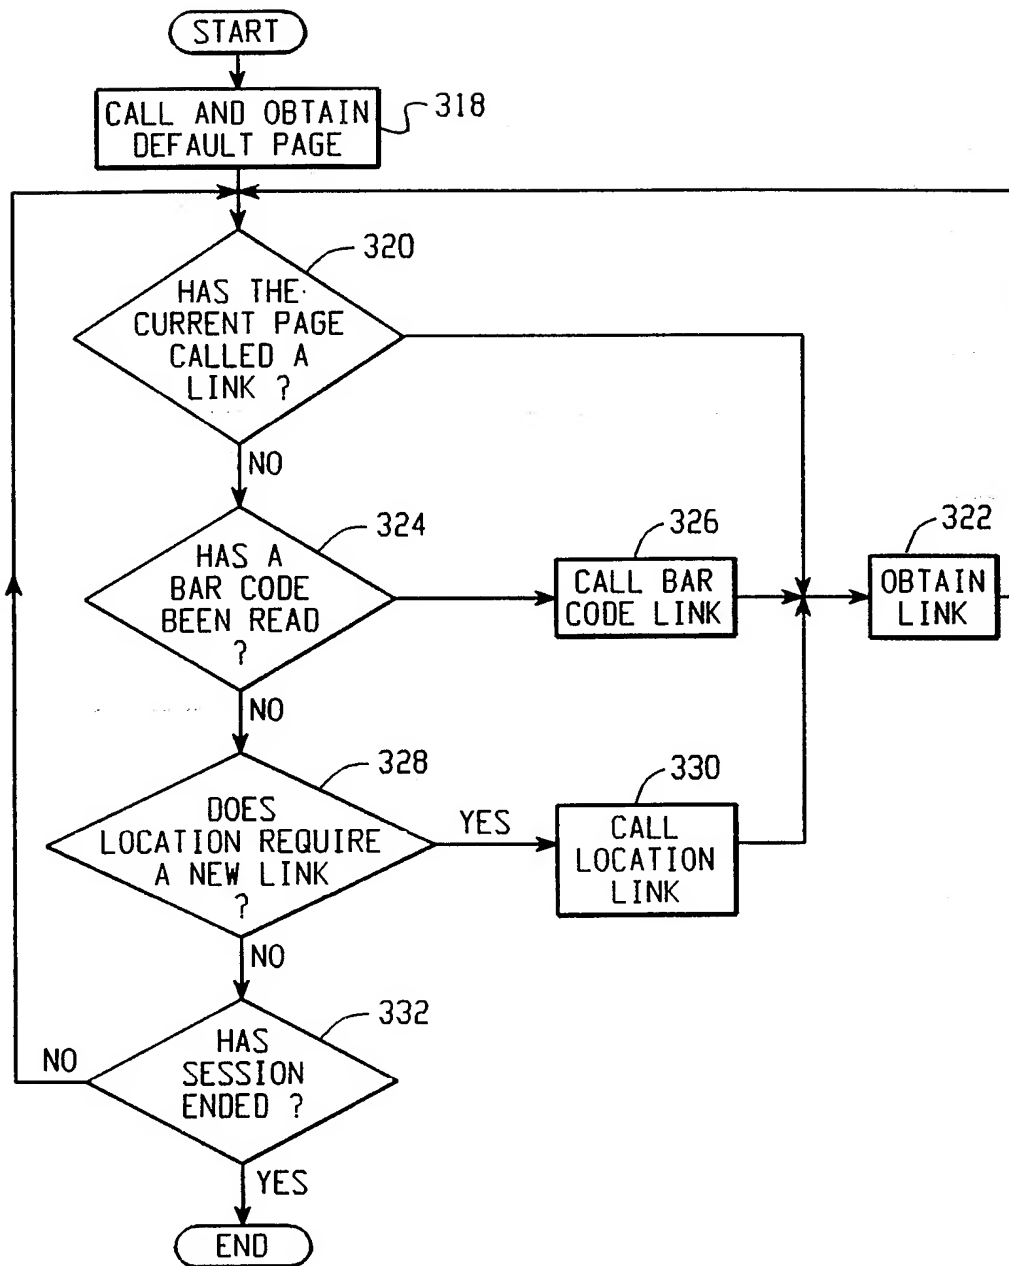 START
CALL AND OBTAIN
DEFAULT PAGE
318
320
HAS THE
CURRENT PAGE
CALLED A
LINK ?
NO
324
HAS A
BAR CODE
BEEN READ
?
326
CALL BAR
CODE LINK
322
OBTAIN
LINK
NO
328
DOES
LOCATION REQUIRE
A NEW LINK
?
YES
330
CALL
LOCATION
LINK
NO
332
HAS
SESSION
ENDED ?
NO
YES
END